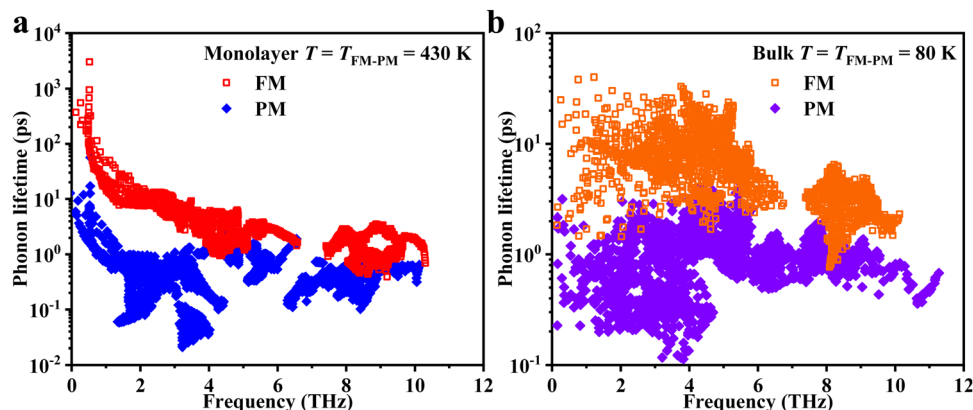 a
Monolayer T = T_FM-PM = 430 K
FM
PM
Phonon lifetime (ps)
10^4
10^3
10^2
10^1
10^0
10^-1
10^-2
0 2 4 6 8 10 12
Frequency (THz)
b
Bulk T = T_FM-PM = 80 K
FM
PM
Phonon lifetime (ps)
10^2
10^1
10^0
10^-1
0 2 4 6 8 10 12
Frequency (THz)